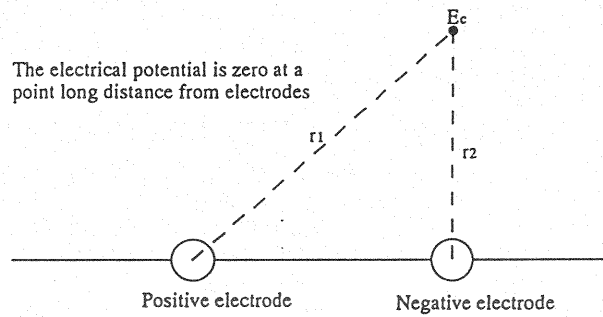 Ec
The electrical potential is zero at a
point long distance from electrodes
r1
r2
Positive electrode
Negative electrode